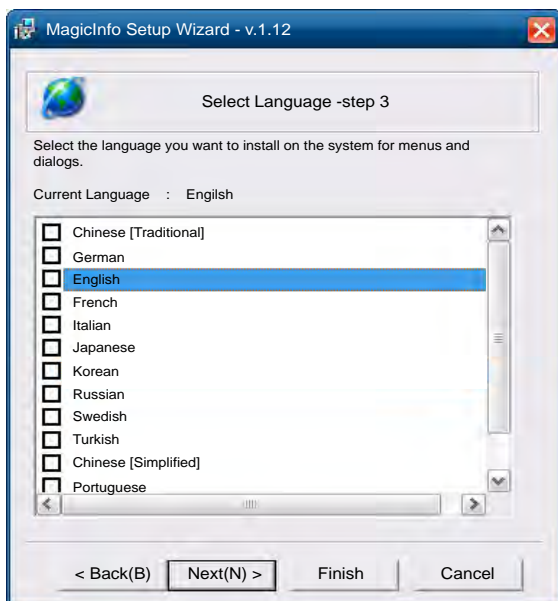 MagicInfo Setup Wizard - v.1.12
Select Language -step 3
Select the language you want to install on the system for menus and
dialogs.
Current Language : Engilsh
Chinese [Traditional]
German
English
French
Italian
Japanese
Korean
Russian
Swedish
Turkish
Chinese [Simplified]
Portuguese
< Back(B) Next(N) > Finish Cancel